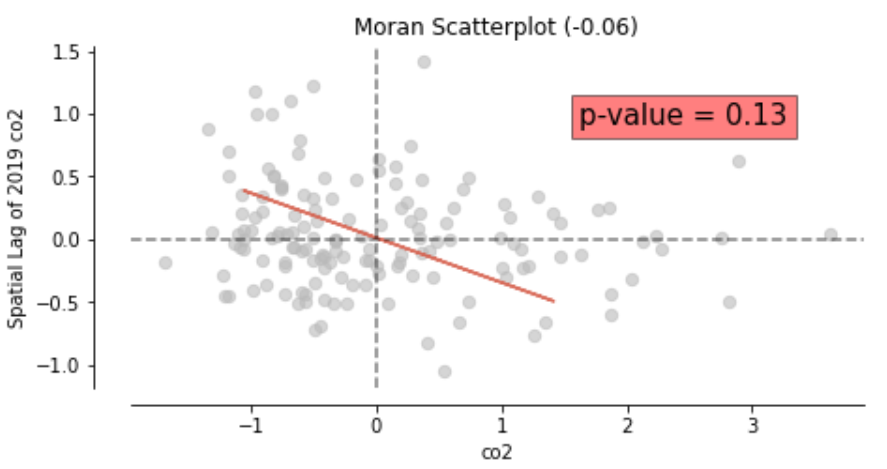 Moran Scatterplot (-0.06)
p-value = 0.13
Spatial Lag of 2019 co2
1.5
1.0
0.5
0.0
−0.5
−1.0
−1 0 1 2 3
co2